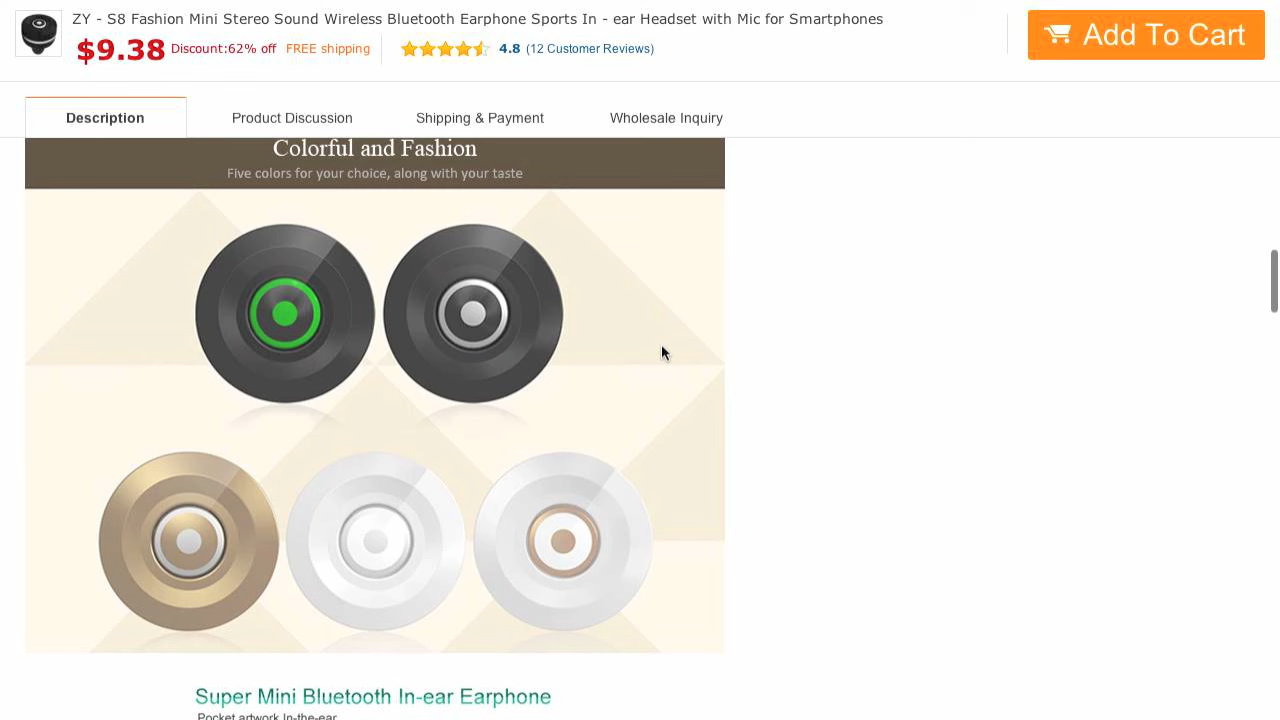 ZY - S8 Fashion Mini Stereo Sound Wireless Bluetooth Earphone Sports In - ear Headset with Mic for Smartphones
$9.38 Discount:62% off FREE shipping 4.8 (12 Customer Reviews)
Add To Cart
Description Product Discussion Shipping & Payment Wholesale Inquiry
Colorful and Fashion
Five colors for your choice, along with your taste
Super Mini Bluetooth In-ear Earphone
Pocket artwork In-the-ear